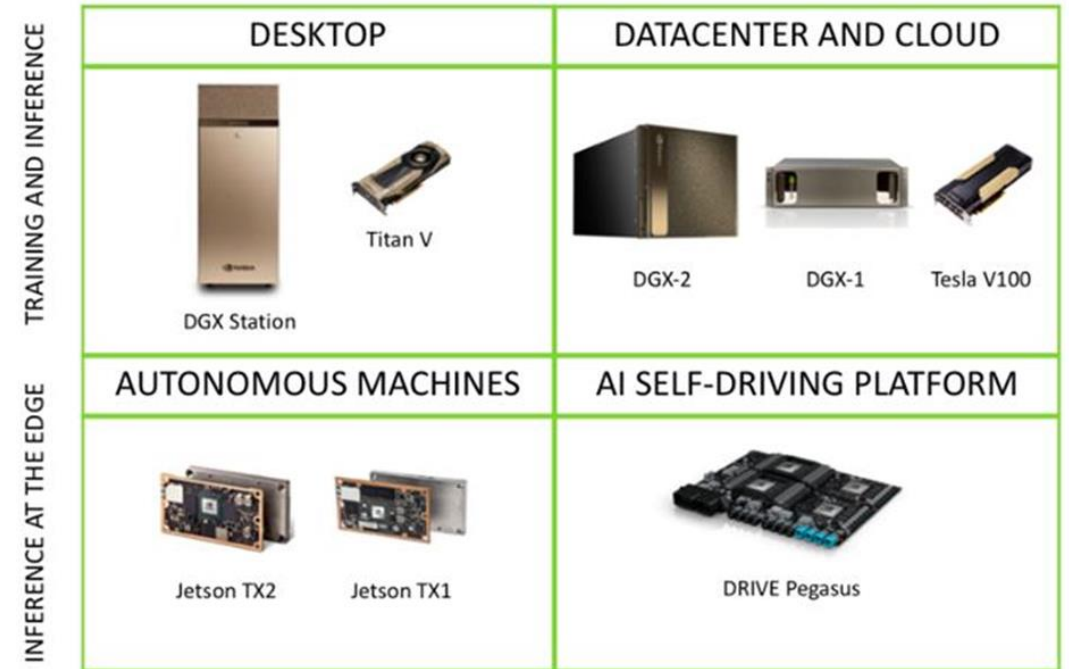 TRAINING AND INFERENCE
DESKTOP
DATACENTER AND CLOUD
Titan V
DGX Station
DGX-2
DGX-1
Tesla V100
INFERENCE AT THE EDGE
AUTONOMOUS MACHINES
AI SELF-DRIVING PLATFORM
Jetson TX2
Jetson TX1
DRIVE Pegasus